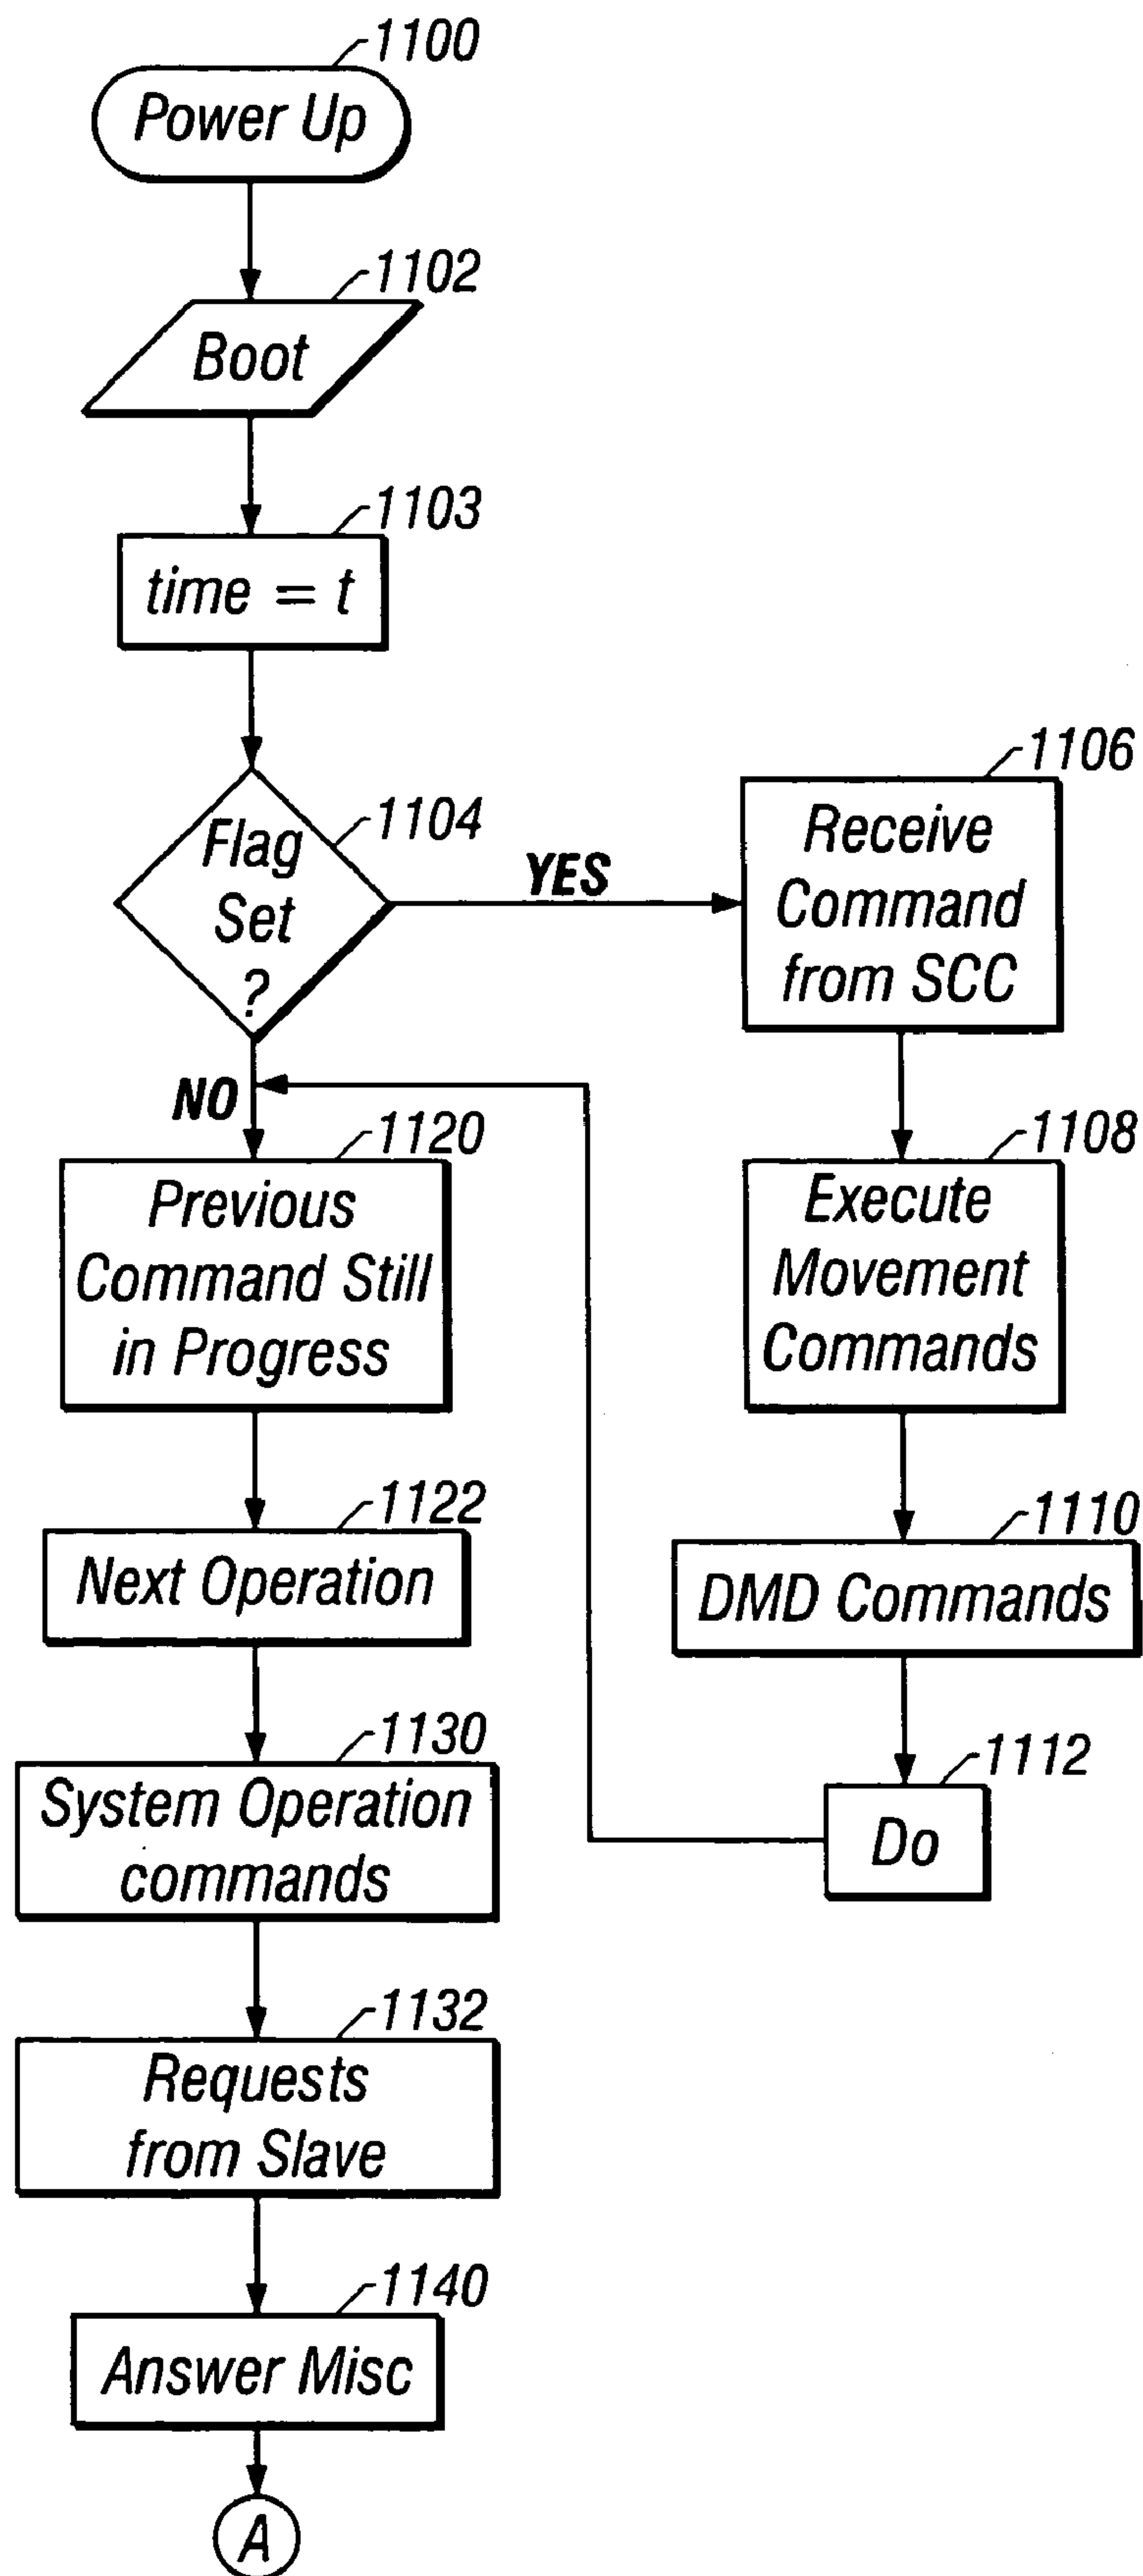 1100
Power Up
1102
Boot
1103
time = t
1104
Flag
Set
?
YES
NO
1106
Receive
Command
from SCC
1108
Execute
Movement
Commands
1110
DMD Commands
1112
Do
1120
Previous
Command Still
in Progress
1122
Next Operation
1130
System Operation
commands
1132
Requests
from Slave
1140
Answer Misc
A